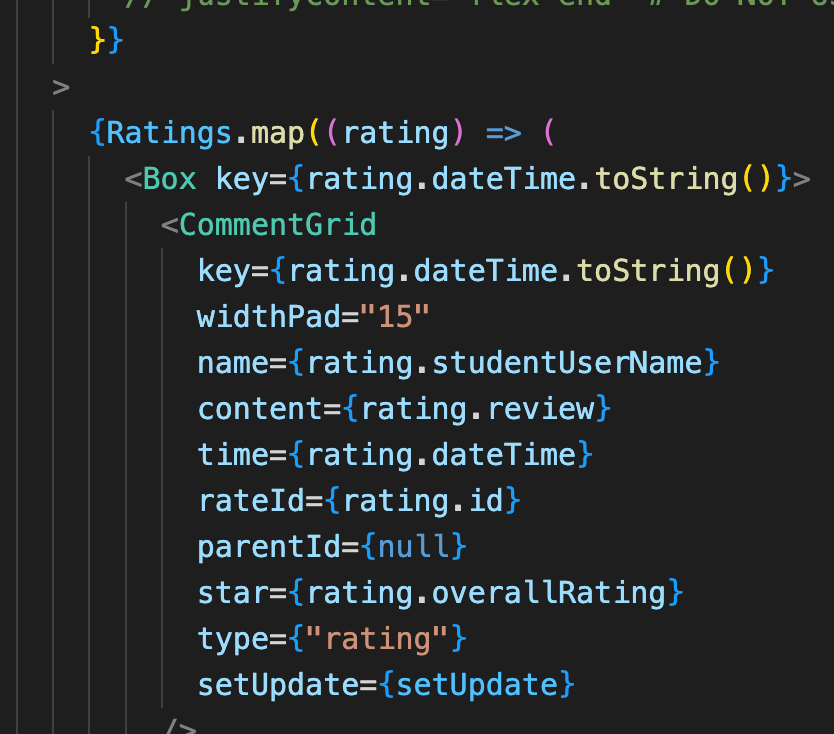 // justifyContent="flex-end" # Do Not
}}
>
{Ratings.map((rating) => (
<Box key={rating.dateTime.toString()}>
<CommentGrid
key={rating.dateTime.toString()}
widthPad="15"
name={rating.studentUserName}
content={rating.review}
time={rating.dateTime}
rateId={rating.id}
parentId={null}
star={rating.overallRating}
type={"rating"}
setUpdate={setUpdate}
/>